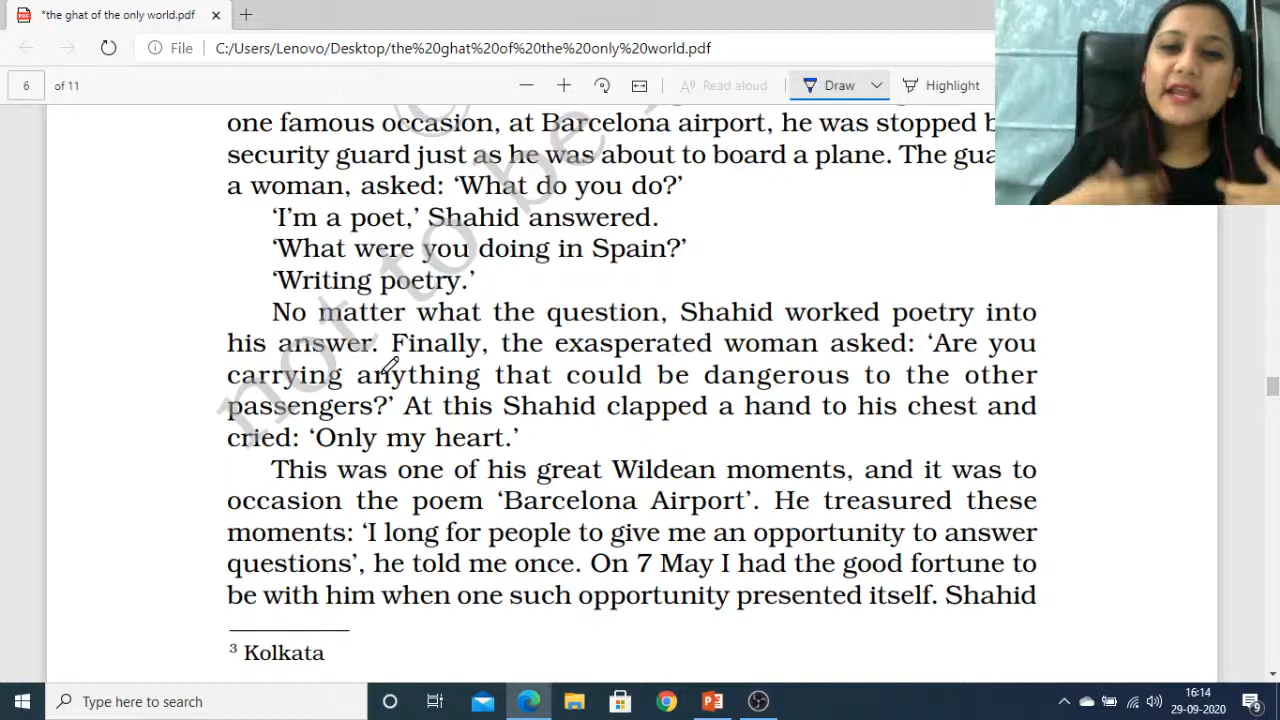 *the ghat of the only world.pdf
File C:/Users/Lenovo/Desktop/the%20ghat%20of%20the%20only%20world.pdf
6 of 11 Read aloud Draw Highlight
one famous occasion, at Barcelona airport, he was stopped
security guard just as he was about to board a plane. The
a woman, asked: ‘What do you do?’
‘I’m a poet,’ Shahid answered.
‘What were you doing in Spain?’
‘Writing poetry.’
No matter what the question, Shahid worked poetry into
his answer. Finally, the exasperated woman asked: ‘Are you
carrying anything that could be dangerous to the other
passengers?’ At this Shahid clapped a hand to his chest and
cried: ‘Only my heart.’
This was one of his great Wildean moments, and it was to
occasion the poem ‘Barcelona Airport’. He treasured these
moments: ‘I long for people to give me an opportunity to answer
questions’, he told me once. On 7 May I had the good fortune to
be with him when one such opportunity presented itself. Shahid
3 Kolkata
not to be
Type here to search
16:14
29-09-2020
9